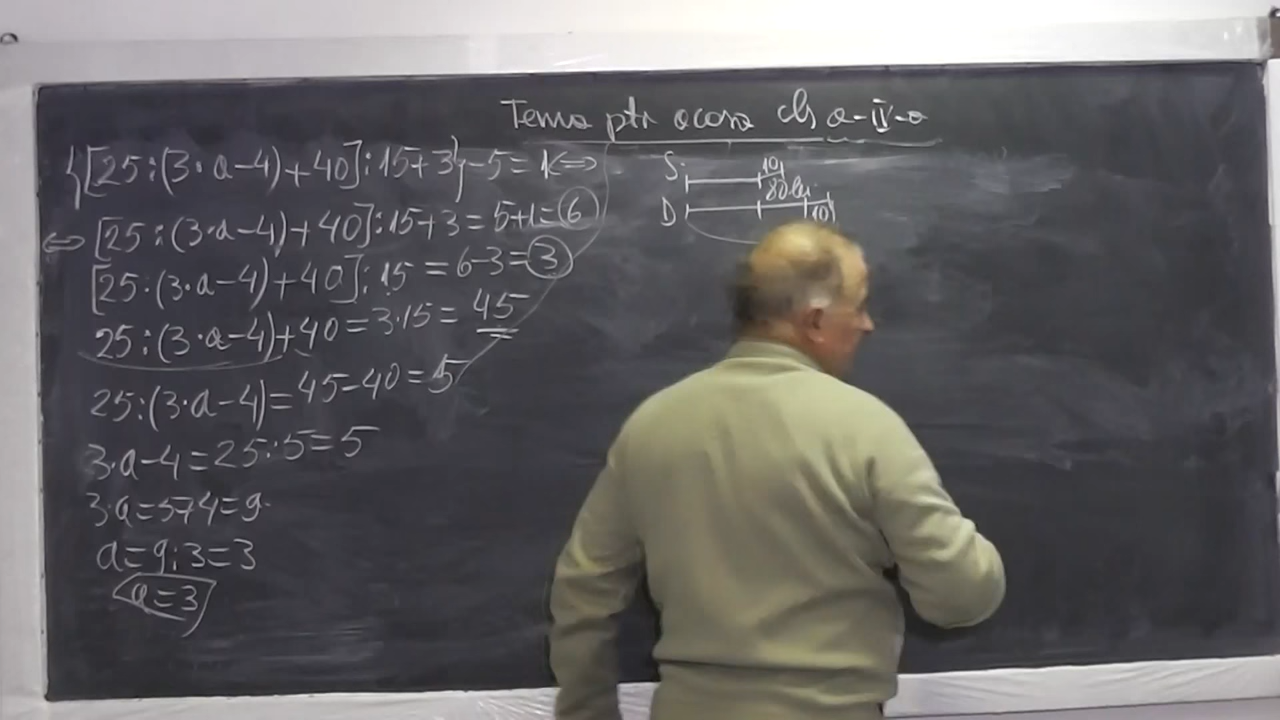 Tema ptr acasa cls a-IV-a
{[25:(3·a-4)+40]:15+3}-5=1⇔
⇔ [25:(3·a-4)+40]:15+3=5+1=6
[25:(3·a-4)+40]:15=6-3=3
25:(3·a-4)+40=3·15=45
25:(3·a-4)=45-40=5
3·a-4=25:5=5
3·a=5+4=9
a=9:3=3
a=3
S: 10
80 lei
D 10